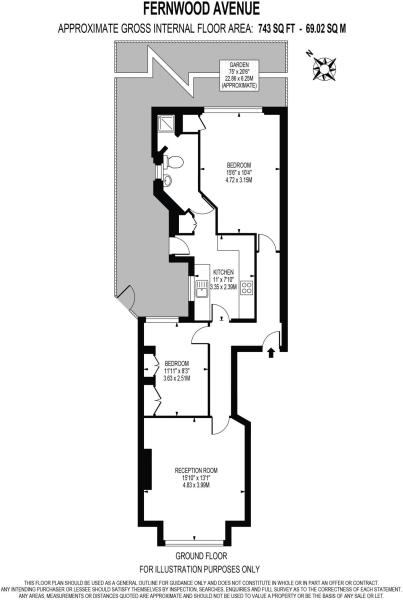 FERNWOOD AVENUE
APPROXIMATE GROSS INTERNAL FLOOR AREA: 743 SQ FT - 69.02 SQ M
N
GARDEN
75' x 20'6"
22.86 x 6.25M
(APPROXIMATE)
BEDROOM
15'6" x 10'4"
4.72 x 3.15M
KITCHEN
11' x 7'10"
3.35 x 2.39M
BEDROOM
11'11" x 8'3"
3.63 x 2.51M
RECEPTION ROOM
15'10" x 13'1"
4.83 x 3.99M
GROUND FLOOR
FOR ILLUSTRATION PURPOSES ONLY
THIS FLOOR PLAN SHOULD BE USED AS A GENERAL OUTLINE FOR GUIDANCE ONLY AND DOES NOT CONSTITUTE IN WHOLE OR IN PART AN OFFER OR CONTRACT.
ANY INTENDING PURCHASER OR LESSEE SHOULD SATISFY THEMSELVES BY INSPECTION, SEARCHES, ENQUIRIES AND FULL SURVEY AS TO THE CORRECTNESS OF EACH STATEMENT.
ANY AREAS, MEASUREMENTS OR DISTANCES QUOTED ARE APPROXIMATE AND SHOULD NOT BE USED TO VALUE A PROPERTY OR BE THE BASIS OF ANY SALE OR LET.